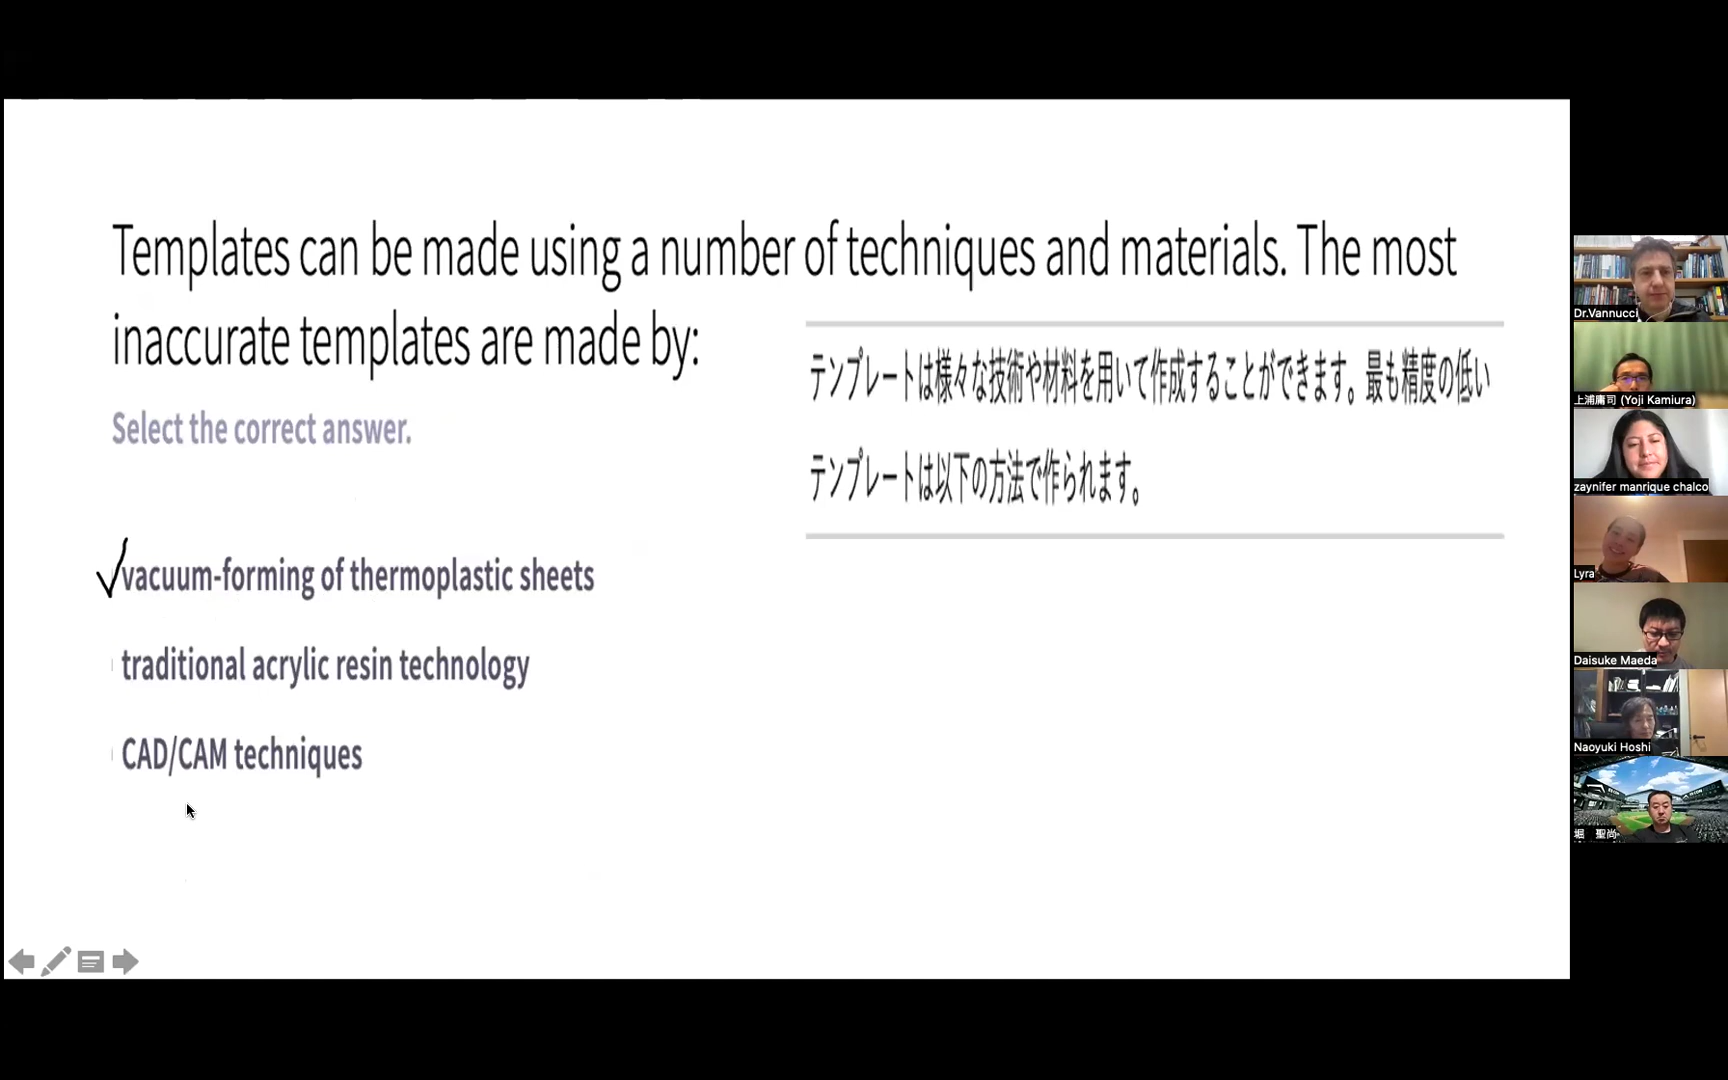 Templates can be made using a number of techniques and materials. The most
inaccurate templates are made by:
Select the correct answer.
テンプレートは様々な技術や材料を用いて作成することができます。最も精度の低い
テンプレートは以下の方法で作られます。
vacuum-forming of thermoplastic sheets
traditional acrylic resin technology
CAD/CAM techniques
Dr.Vannucci
上浦庸司 (Yoji Kamiura)
zaynifer manrique chalco
Lyra
Daisuke Maeda
Naoyuki Hoshi
堀 聖尚